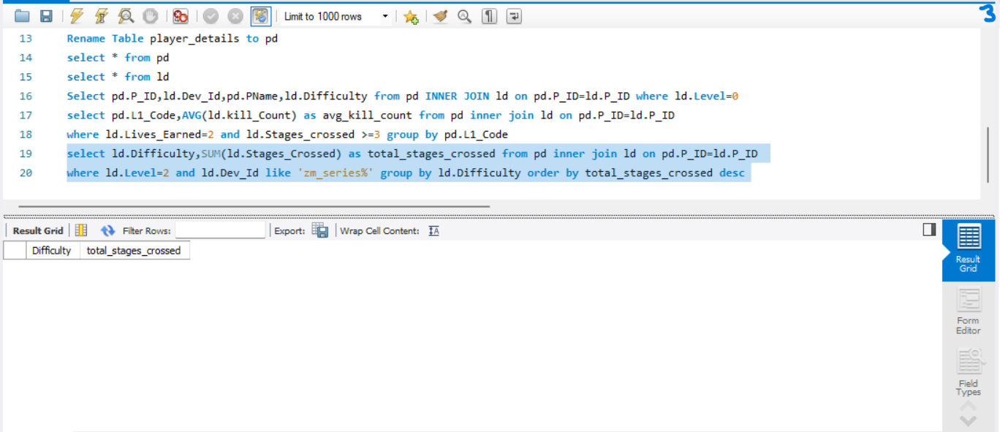 Limit to 1000 rows
3
13 Rename Table player_details to pd
14 select * from pd
15 select * from ld
16 Select pd.P_ID,ld.Dev_Id,pd.PName,ld.Difficulty from pd INNER JOIN ld on pd.P_ID=ld.P_ID where ld.Level=0
17 select pd.L1_Code,AVG(ld.kill_Count) as avg_kill_count from pd inner join ld on pd.P_ID=ld.P_ID
18 where ld.Lives_Earned=2 and ld.Stages_crossed >=3 group by pd.L1_Code
19 select ld.Difficulty,SUM(ld.Stages_Crossed) as total_stages_crossed from pd inner join ld on pd.P_ID=ld.P_ID
20 where ld.Level=2 and ld.Dev_Id like 'zm_series%' group by ld.Difficulty order by total_stages_crossed desc
Result Grid Filter Rows: Export: Wrap Cell Content:
Difficulty total_stages_crossed
Result
Grid
Form
Editor
Field
Types